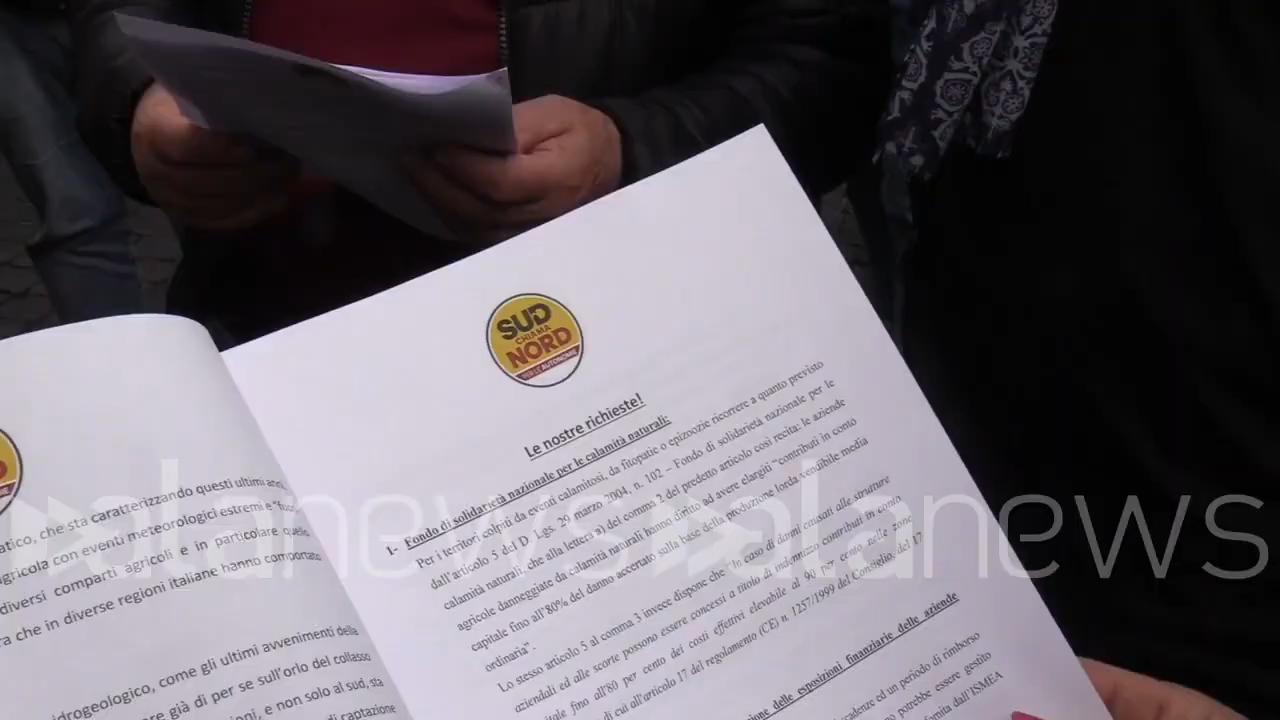 SUD
CHIAMA
NORD
PER LE AUTONOMIE
Le nostre richieste!
1- Fondo di solidarietà nazionale per le calamità naturali:
Per i territori colpiti da eventi calamitosi, da fitopatie o epizoozie ricorrere a quanto previsto
dall'articolo 5 del D. Lgs. 29 marzo 2004, n. 102 – Fondo di solidarietà nazionale per le
calamità naturali, che alla lettera a) del comma 2 del predetto articolo così recita: le aziende
agricole danneggiate da calamità naturali hanno diritto ad avere elargiti "contributi in conto
capitale fino all'80% del danno accertato sulla base della produzione lorda vendibile media
ordinaria".
Lo stesso articolo 5 al comma 3 invece dispone che "In caso di danni causati alle strutture
aziendali ed alle scorte possono essere concessi a titolo di indennizzo contributi in conto
fino all'80 per cento dei costi effettivi elevabile al 90 per cento nelle zone
di cui all'articolo 17 del regolamento (CE) n. 1257/1999 del Consiglio, del 17
delle esposizioni finanziarie delle aziende
ed un periodo di rimborso
potrebbe essere gestito
dall'ISMEA
che sta caratterizzando questi ultimi
eventi meteorologici estremi e
agricola con eventi meteorologici
diversi comparti agricoli e in particolare quelle
che in diverse regioni italiane hanno comportato
idrogeologico, come gli ultimi avvenimenti della
già di per se sull'orlo del collasso
e non solo al sud, sta
di captazione
alanews alanews